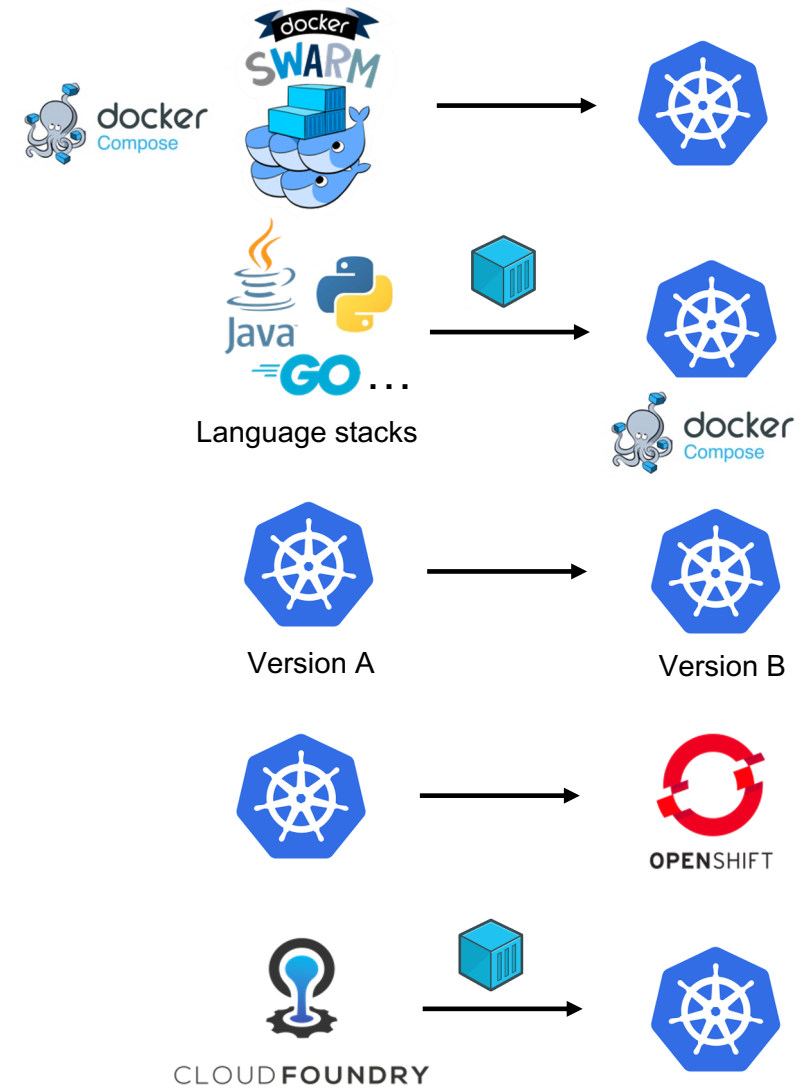 docker
SWARM
docker
Compose
Java
GO ...
Language stacks
docker
Compose
Version A
Version B
OPENSHIFT
CLOUDFOUNDRY